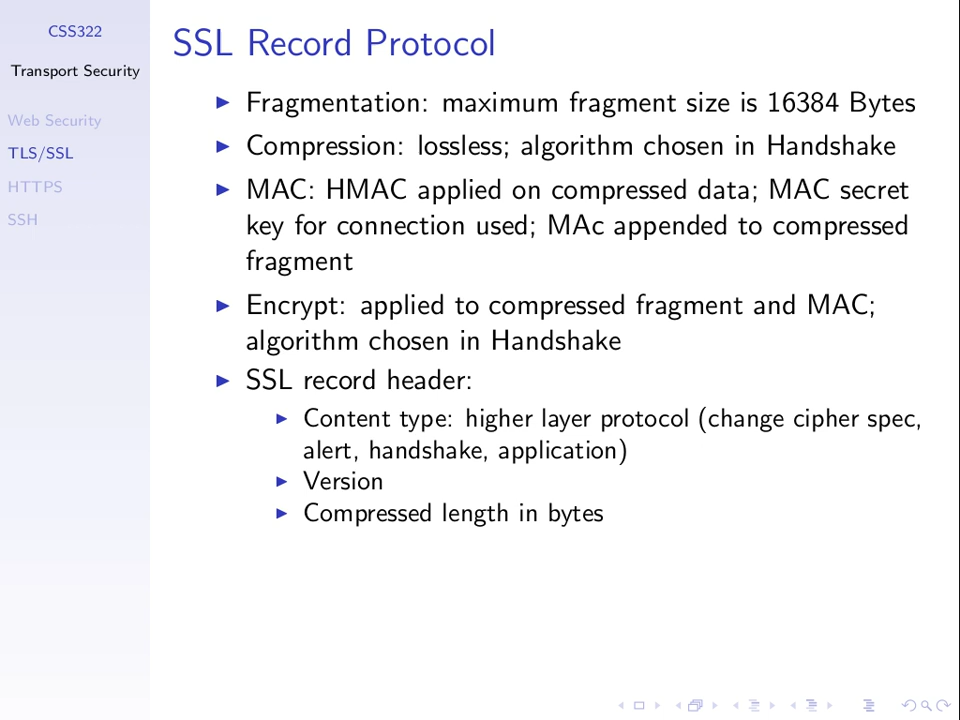 CSS322
Transport Security
Web Security
TLS/SSL
HTTPS
SSH
SSL Record Protocol
Fragmentation: maximum fragment size is 16384 Bytes
Compression: lossless; algorithm chosen in Handshake
MAC: HMAC applied on compressed data; MAC secret
key for connection used; MAc appended to compressed
fragment
Encrypt: applied to compressed fragment and MAC;
algorithm chosen in Handshake
SSL record header:
Content type: higher layer protocol (change cipher spec,
alert, handshake, application)
Version
Compressed length in bytes